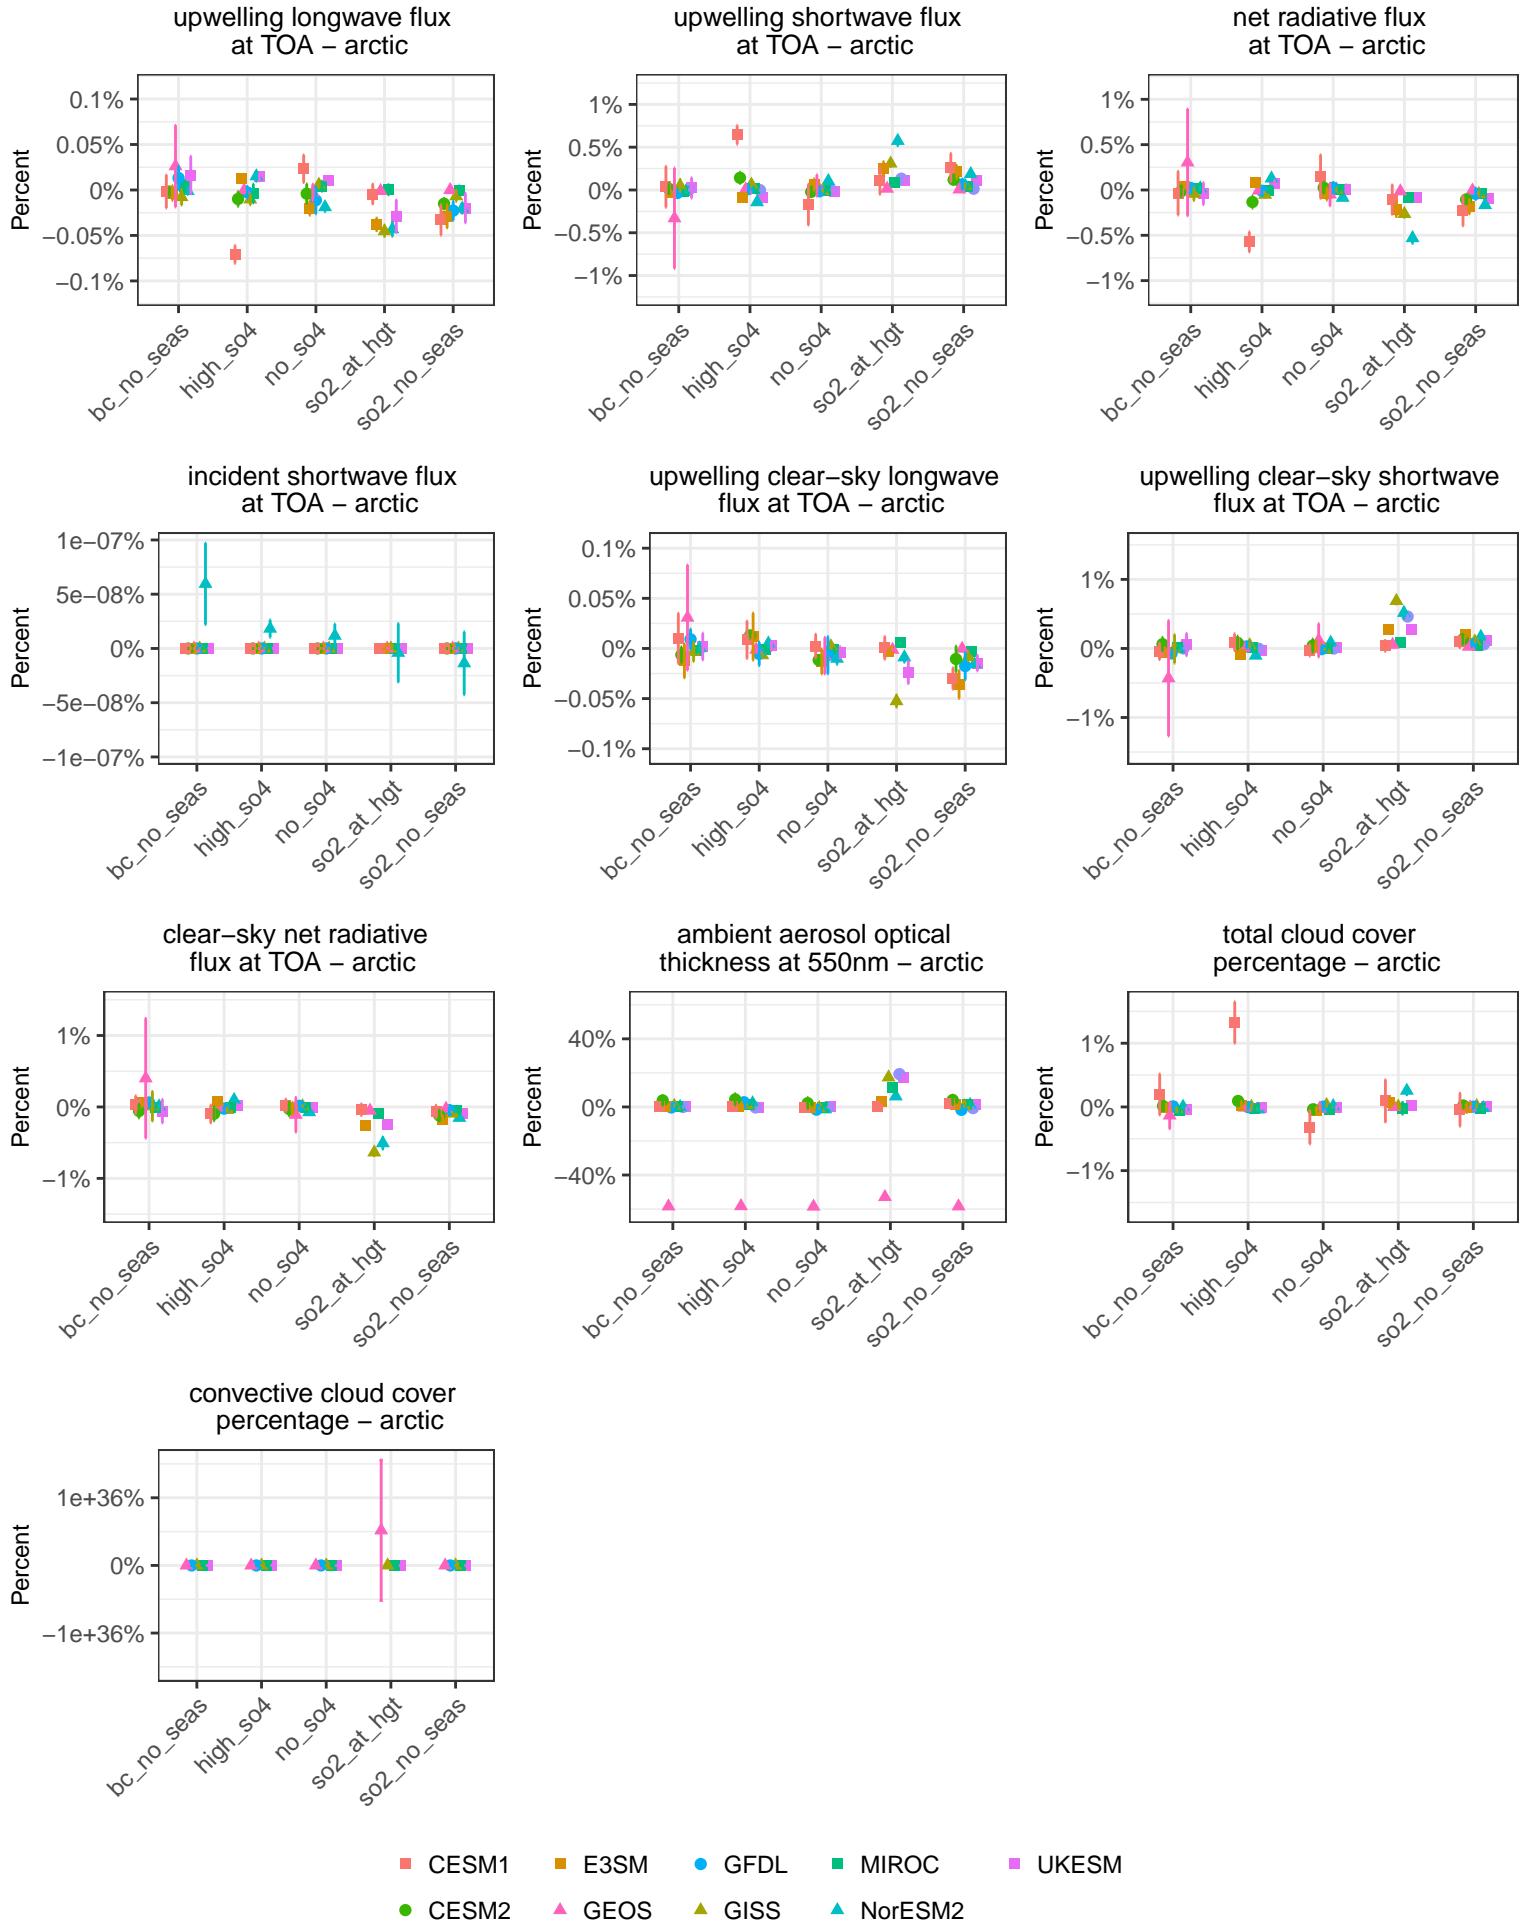 upwelling longwave flux
at TOA – arctic
Percent
0.1%
0.05%
0%
−0.05%
−0.1%
bc_no_seas
high_so4
no_so4
so2_at_hgt
so2_no_seas
upwelling shortwave flux
at TOA – arctic
Percent
1%
0.5%
0%
−0.5%
−1%
bc_no_seas
high_so4
no_so4
so2_at_hgt
so2_no_seas
net radiative flux
at TOA – arctic
Percent
1%
0.5%
0%
−0.5%
−1%
bc_no_seas
high_so4
no_so4
so2_at_hgt
so2_no_seas
incident shortwave flux
at TOA – arctic
Percent
1e−07%
5e−08%
0%
−5e−08%
−1e−07%
bc_no_seas
high_so4
no_so4
so2_at_hgt
so2_no_seas
upwelling clear−sky longwave
flux at TOA – arctic
Percent
0.1%
0.05%
0%
−0.05%
−0.1%
bc_no_seas
high_so4
no_so4
so2_at_hgt
so2_no_seas
upwelling clear−sky shortwave
flux at TOA – arctic
Percent
1%
0%
−1%
bc_no_seas
high_so4
no_so4
so2_at_hgt
so2_no_seas
clear−sky net radiative
flux at TOA – arctic
Percent
1%
0%
−1%
bc_no_seas
high_so4
no_so4
so2_at_hgt
so2_no_seas
ambient aerosol optical
thickness at 550nm – arctic
Percent
40%
0%
−40%
bc_no_seas
high_so4
no_so4
so2_at_hgt
so2_no_seas
total cloud cover
percentage – arctic
Percent
1%
0%
−1%
bc_no_seas
high_so4
no_so4
so2_at_hgt
so2_no_seas
convective cloud cover
percentage – arctic
Percent
1e+36%
0%
−1e+36%
bc_no_seas
high_so4
no_so4
so2_at_hgt
so2_no_seas
CESM1 E3SM GFDL MIROC UKESM
CESM2 GEOS GISS NorESM2